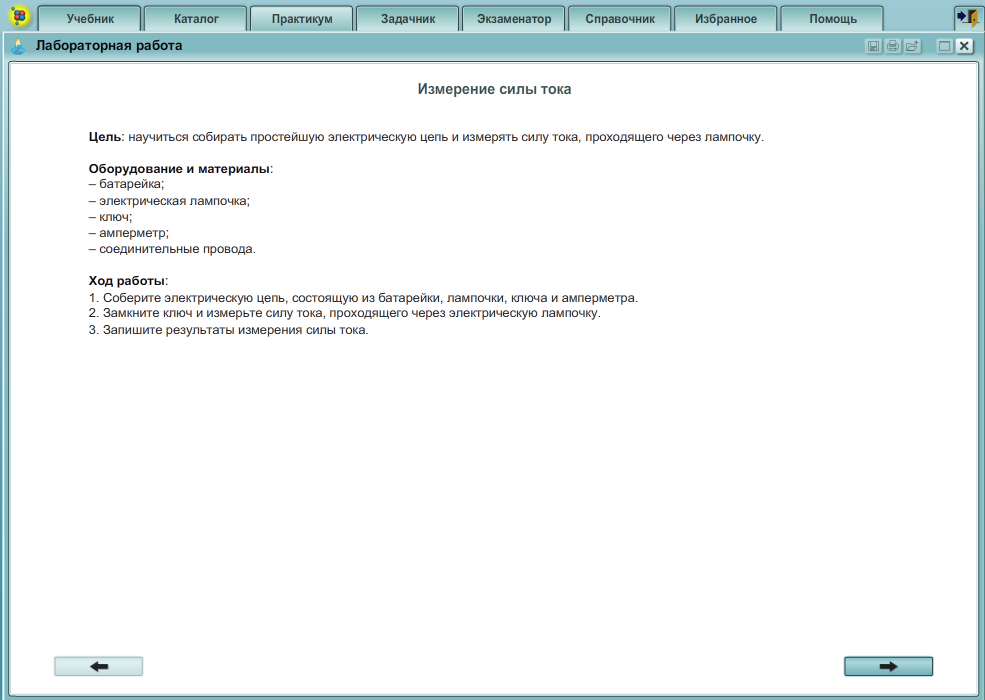 Учебник Каталог Практикум Задачник Экзаменатор Справочник Избранное Помощь
Лабораторная работа
Измерение силы тока
Цель: научиться собирать простейшую электрическую цепь и измерять силу тока, проходящего через лампочку.
Оборудование и материалы:
– батарейка;
– электрическая лампочка;
– ключ;
– амперметр;
– соединительные провода.
Ход работы:
1. Соберите электрическую цепь, состоящую из батарейки, лампочки, ключа и амперметра.
2. Замкните ключ и измерьте силу тока, проходящего через электрическую лампочку.
3. Запишите результаты измерения силы тока.